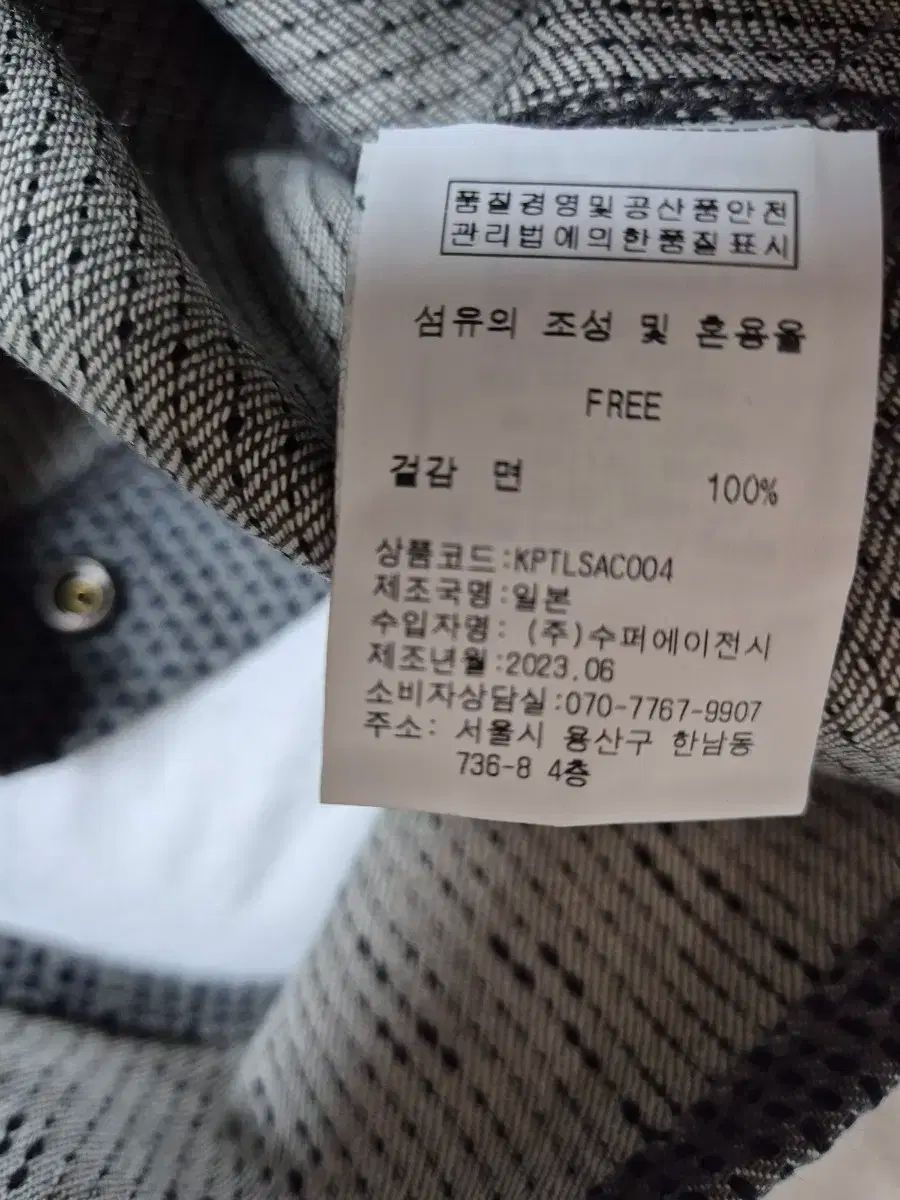 품질경영및공산품안전
관리법에의한품질표시
섬유의 조성 및 혼용율
FREE
겉감 면 100%
상품코드:KPTLSAC004
제조국명:일본
수입자명: (주)수퍼에이전시
제조년월:2023.06
소비자상담실:070-7767-9907
주소: 서울시 용산구 한남동
736-8 4층